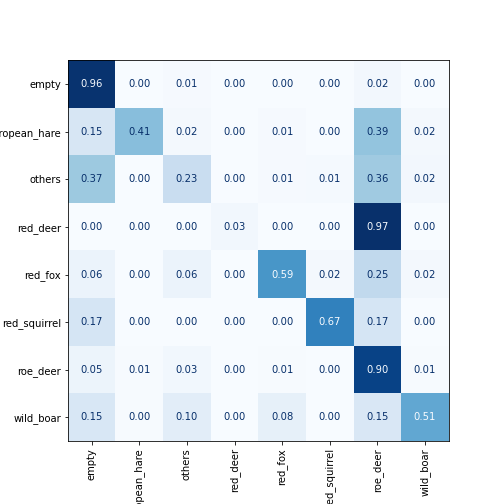 empty 0.96 0.00 0.01 0.00 0.00 0.00 0.02 0.00
ropean_hare 0.15 0.41 0.02 0.00 0.01 0.00 0.39 0.02
others 0.37 0.00 0.23 0.00 0.01 0.01 0.36 0.02
red_deer 0.00 0.00 0.00 0.03 0.00 0.00 0.97 0.00
red_fox 0.06 0.00 0.06 0.00 0.59 0.02 0.25 0.02
red_squirrel 0.17 0.00 0.00 0.00 0.00 0.67 0.17 0.00
roe_deer 0.05 0.01 0.03 0.00 0.01 0.00 0.90 0.01
wild_boar 0.15 0.00 0.10 0.00 0.08 0.00 0.15 0.51
empty
pean_hare
others
red_deer
red_fox
ed_squirrel
roe_deer
wild_boar